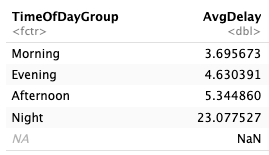 TimeOfDayGroup AvgDelay
<fctr> <dbl>
Morning 3.695673
Evening 4.630391
Afternoon 5.344860
Night 23.077527
NA NaN